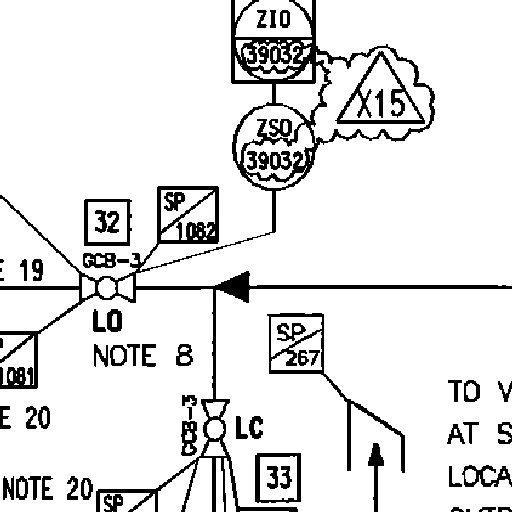 ZIO
39032
X15
ZSO
39032
SP
1082
32
GCB-3
E 19
LO
SP
267
NOTE 8
1081
TO V
E 20
LC
AT S
33
LOCA
NOTE 20
SP